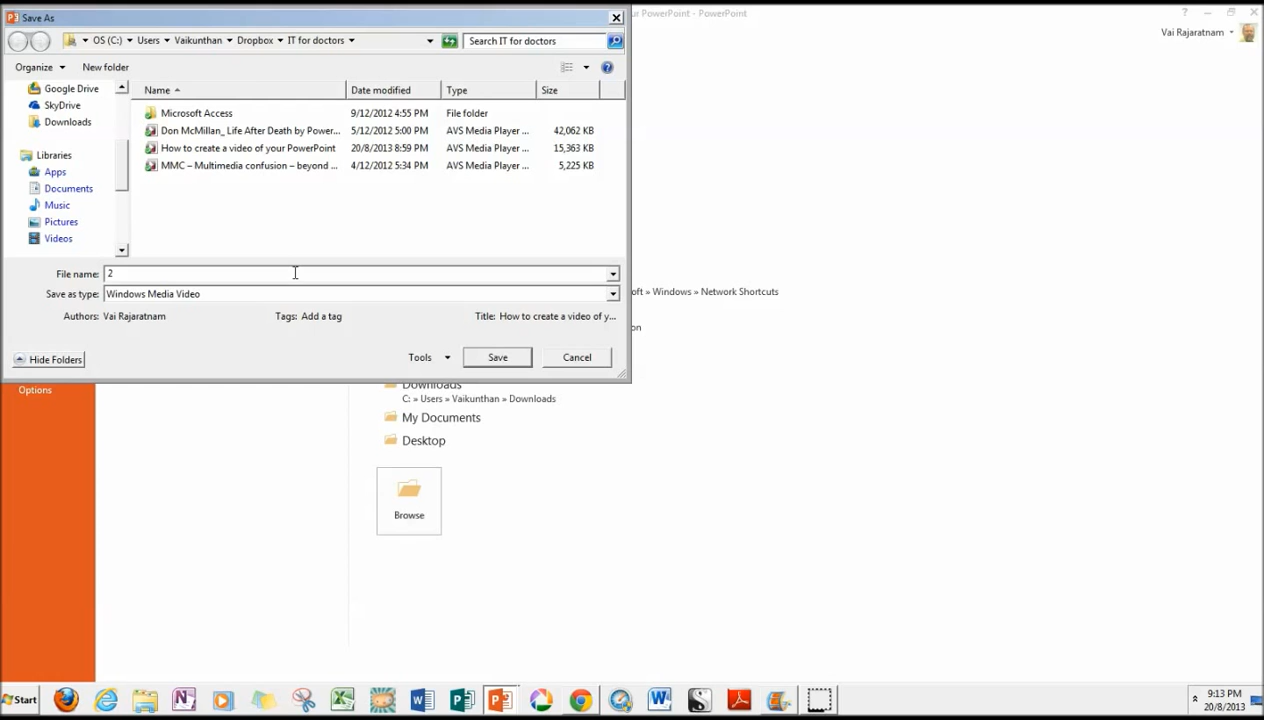 Save As
ur PowerPoint - PowerPoint
?
Vai Rajaratnam
OS (C:) Users Vaikunthan Dropbox IT for doctors
Search IT for doctors
Organize
New folder
Name Date modified Type Size
Google Drive
SkyDrive
Downloads
Libraries
Apps
Documents
Music
Pictures
Videos
Microsoft Access 9/12/2012 4:55 PM File folder
Don McMillan_ Life After Death by Power... 5/12/2012 5:00 PM AVS Media Player ... 42,062 KB
How to create a video of your PowerPoint 20/8/2013 8:59 PM AVS Media Player ... 15,363 KB
MMC – Multimedia confusion – beyond ... 4/12/2012 5:34 PM AVS Media Player ... 5,225 KB
File name: 2
Save as type: Windows Media Video
Authors: Vai Rajaratnam Tags: Add a tag Title: How to create a video of y...
Hide Folders
Tools Save Cancel
oft » Windows » Network Shortcuts
on
Options
Downloads
C: » Users » Vaikunthan » Downloads
My Documents
Desktop
Browse
Start
9:13 PM
20/8/2013